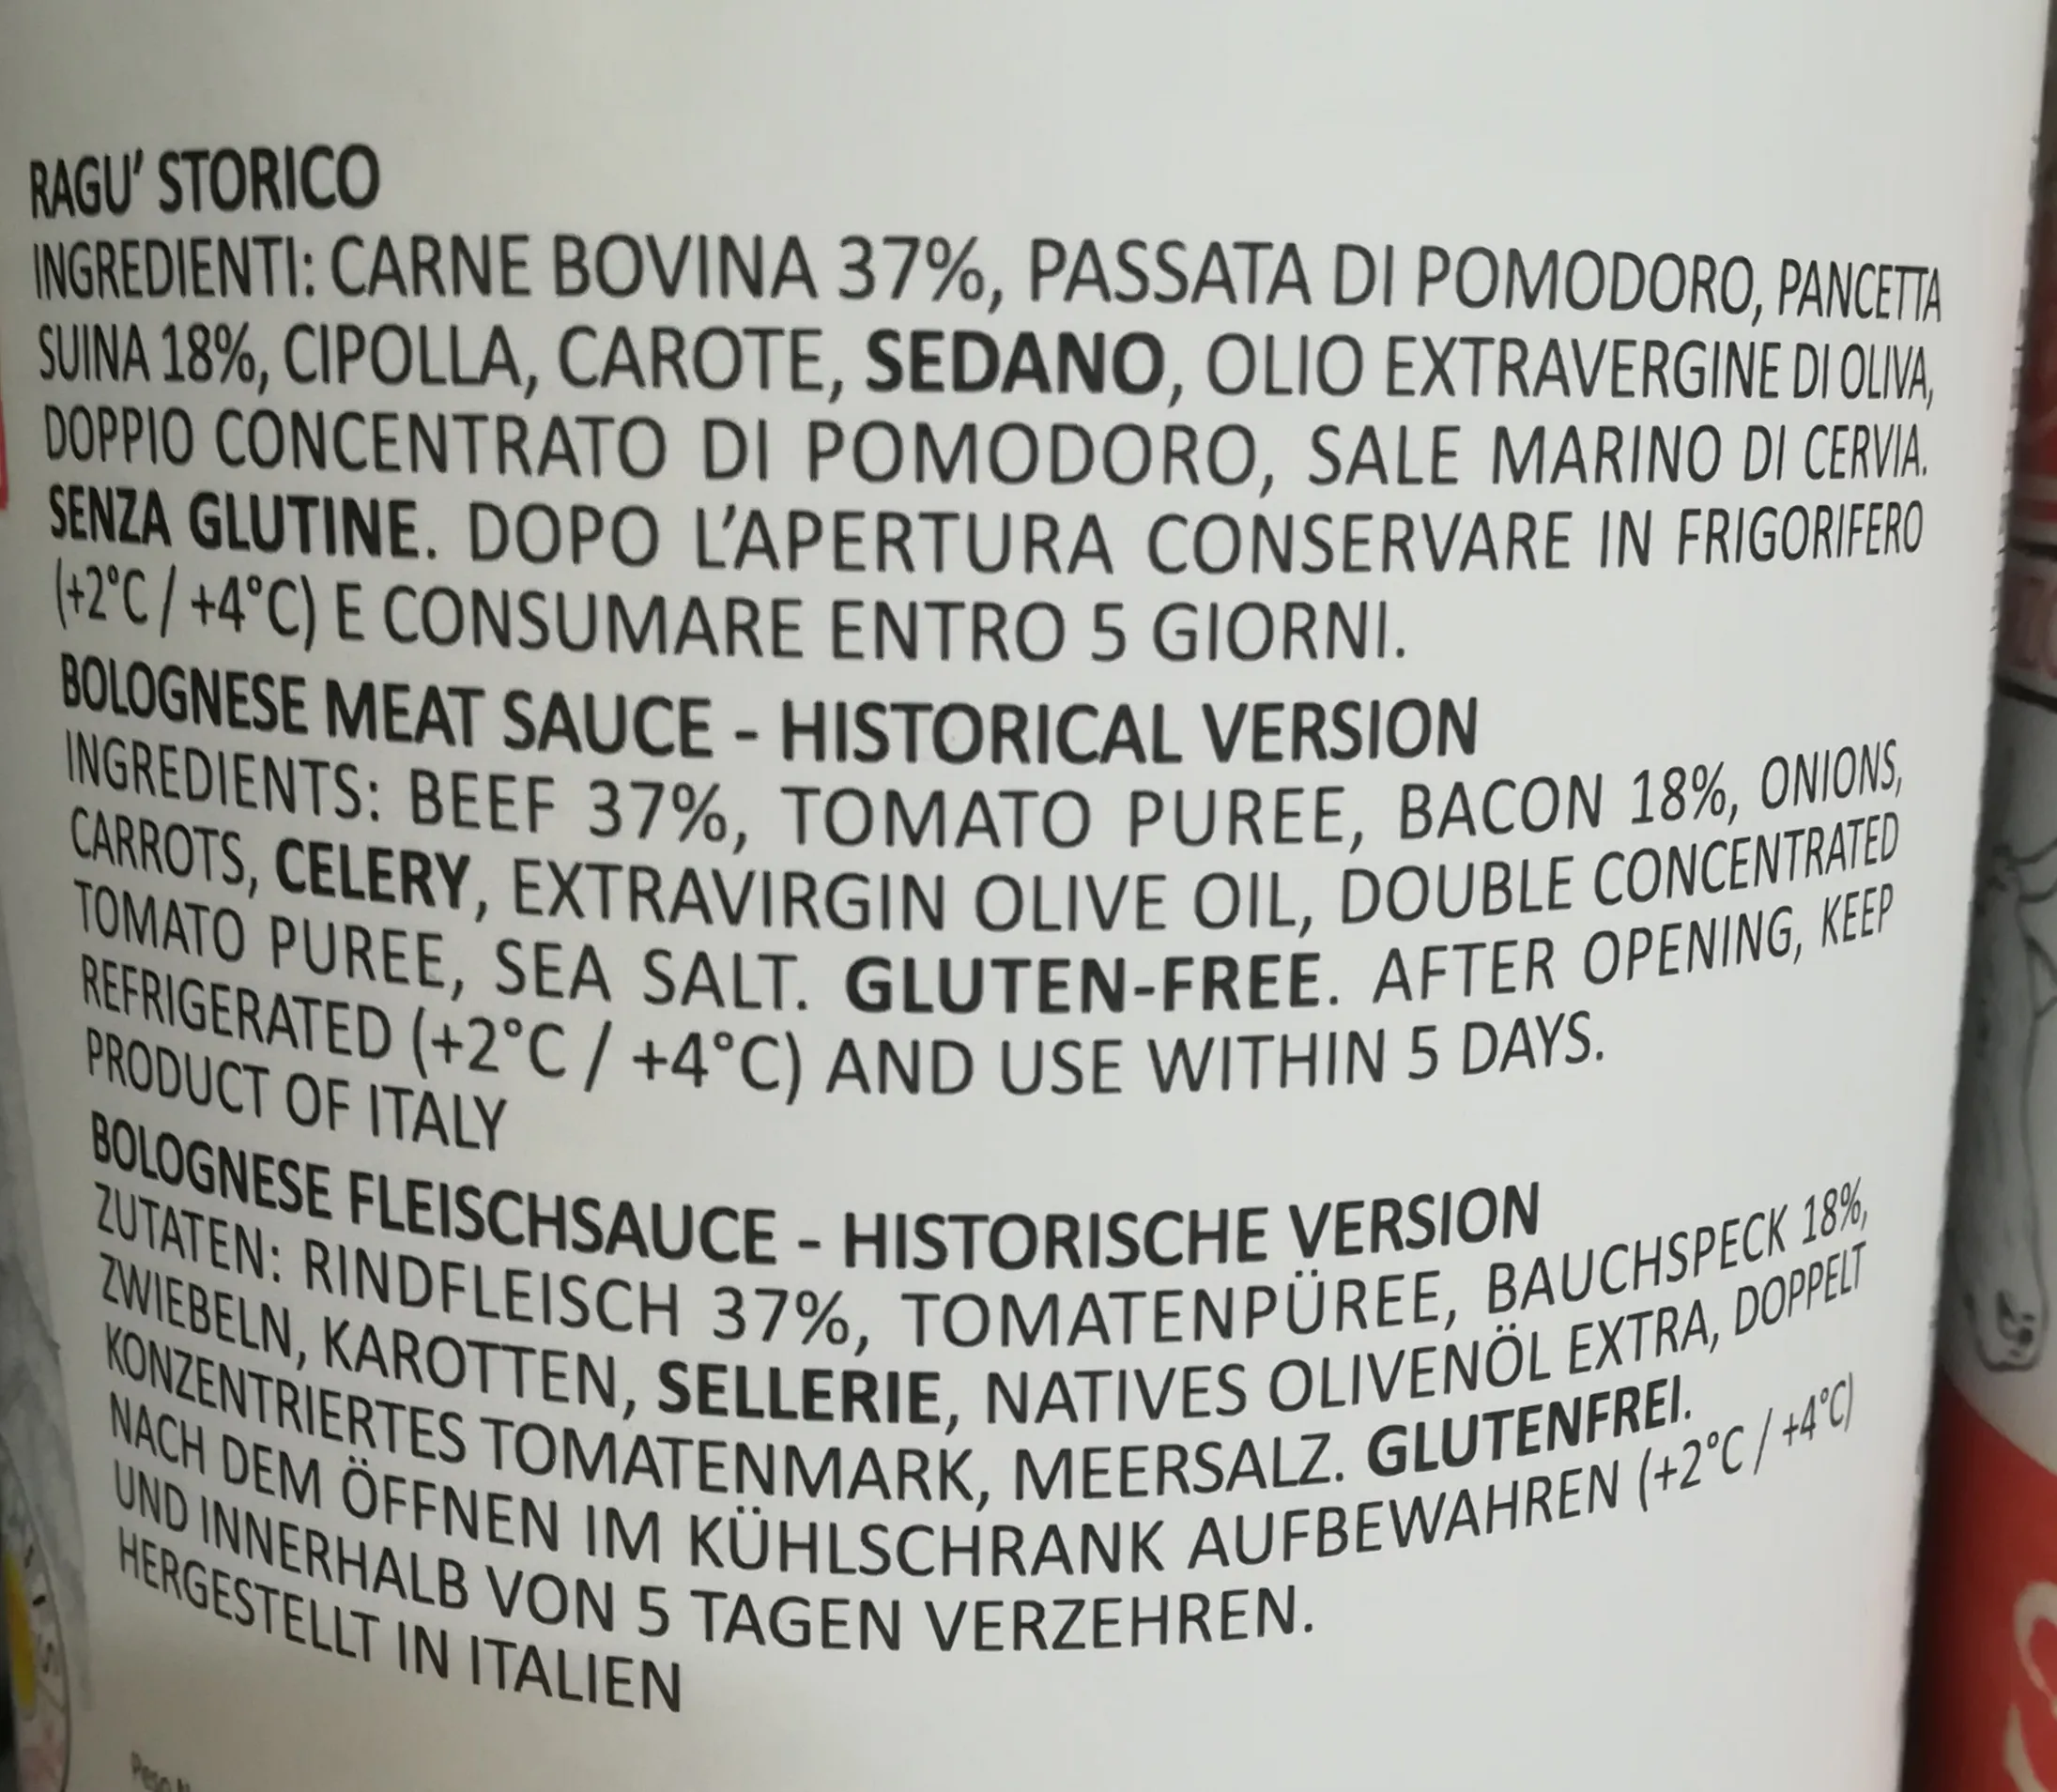 RAGU' STORICO
INGREDIENTI: CARNE BOVINA 37%, PASSATA DI POMODORO, PANCETTA
SUINA 18%, CIPOLLA, CAROTE, SEDANO, OLIO EXTRAVERGINE DI OLIVA,
DOPPIO CONCENTRATO DI POMODORO, SALE MARINO DI CERVIA.
SENZA GLUTINE. DOPO L'APERTURA CONSERVARE IN FRIGORIFERO
(+2°C / +4°C) E CONSUMARE ENTRO 5 GIORNI.
BOLOGNESE MEAT SAUCE - HISTORICAL VERSION
INGREDIENTS: BEEF 37%, TOMATO PUREE, BACON 18%, ONIONS,
CARROTS, CELERY, EXTRAVIRGIN OLIVE OIL, DOUBLE CONCENTRATED
TOMATO PUREE, SEA SALT. GLUTEN-FREE. AFTER OPENING, KEEP
REFRIGERATED (+2°C / +4°C) AND USE WITHIN 5 DAYS.
PRODUCT OF ITALY
BOLOGNESE FLEISCHSAUCE - HISTORISCHE VERSION
ZUTATEN: RINDFLEISCH 37%, TOMATENPÜREE, BAUCHSPECK 18%,
ZWIEBELN, KAROTTEN, SELLERIE, NATIVES OLIVENÖL EXTRA, DOPPELT
KONZENTRIERTES TOMATENMARK, MEERSALZ. GLUTENFREI.
NACH DEM ÖFFNEN IM KÜHLSCHRANK AUFBEWAHREN (+2°C / +4°C)
UND INNERHALB VON 5 TAGEN VERZEHREN.
HERGESTELLT IN ITALIEN
Peso